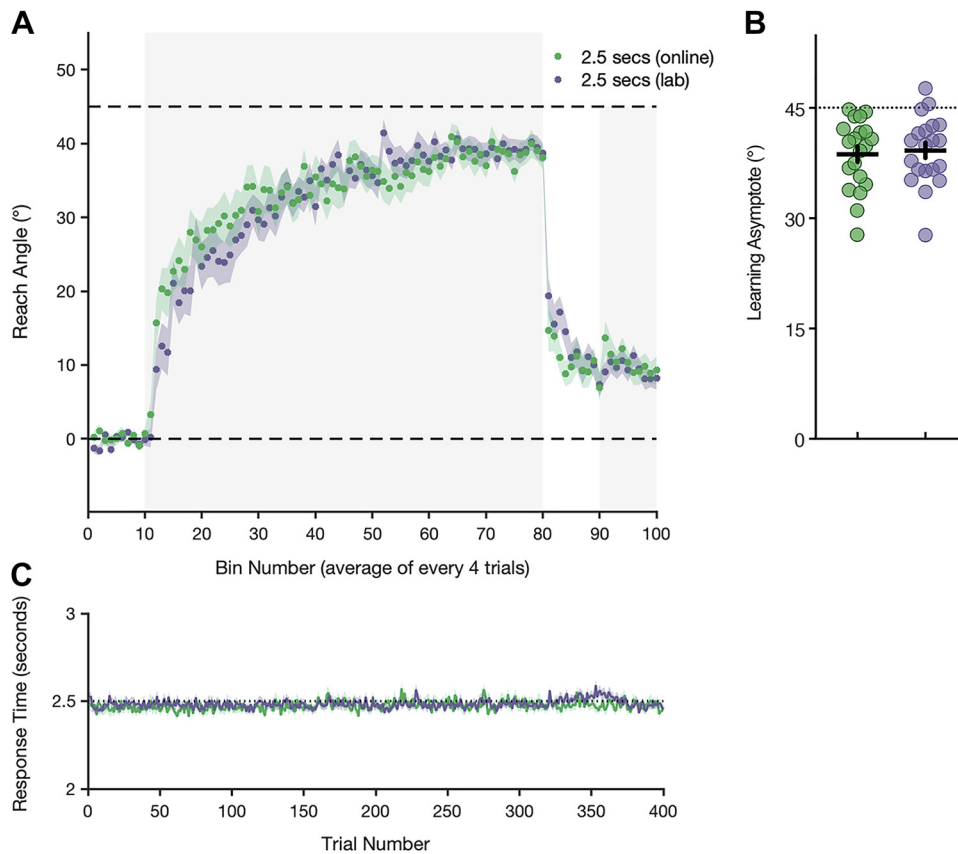 A
B
2.5 secs (online)
2.5 secs (lab)
50
40
30
20
10
0
Reach Angle (°)
0 10 20 30 40 50 60 70 80 90 100
Bin Number (average of every 4 trials)
45
30
15
0
Learning Asymptote (°)
C
3
2.5
2
Response Time (seconds)
0 50 100 150 200 250 300 350 400
Trial Number